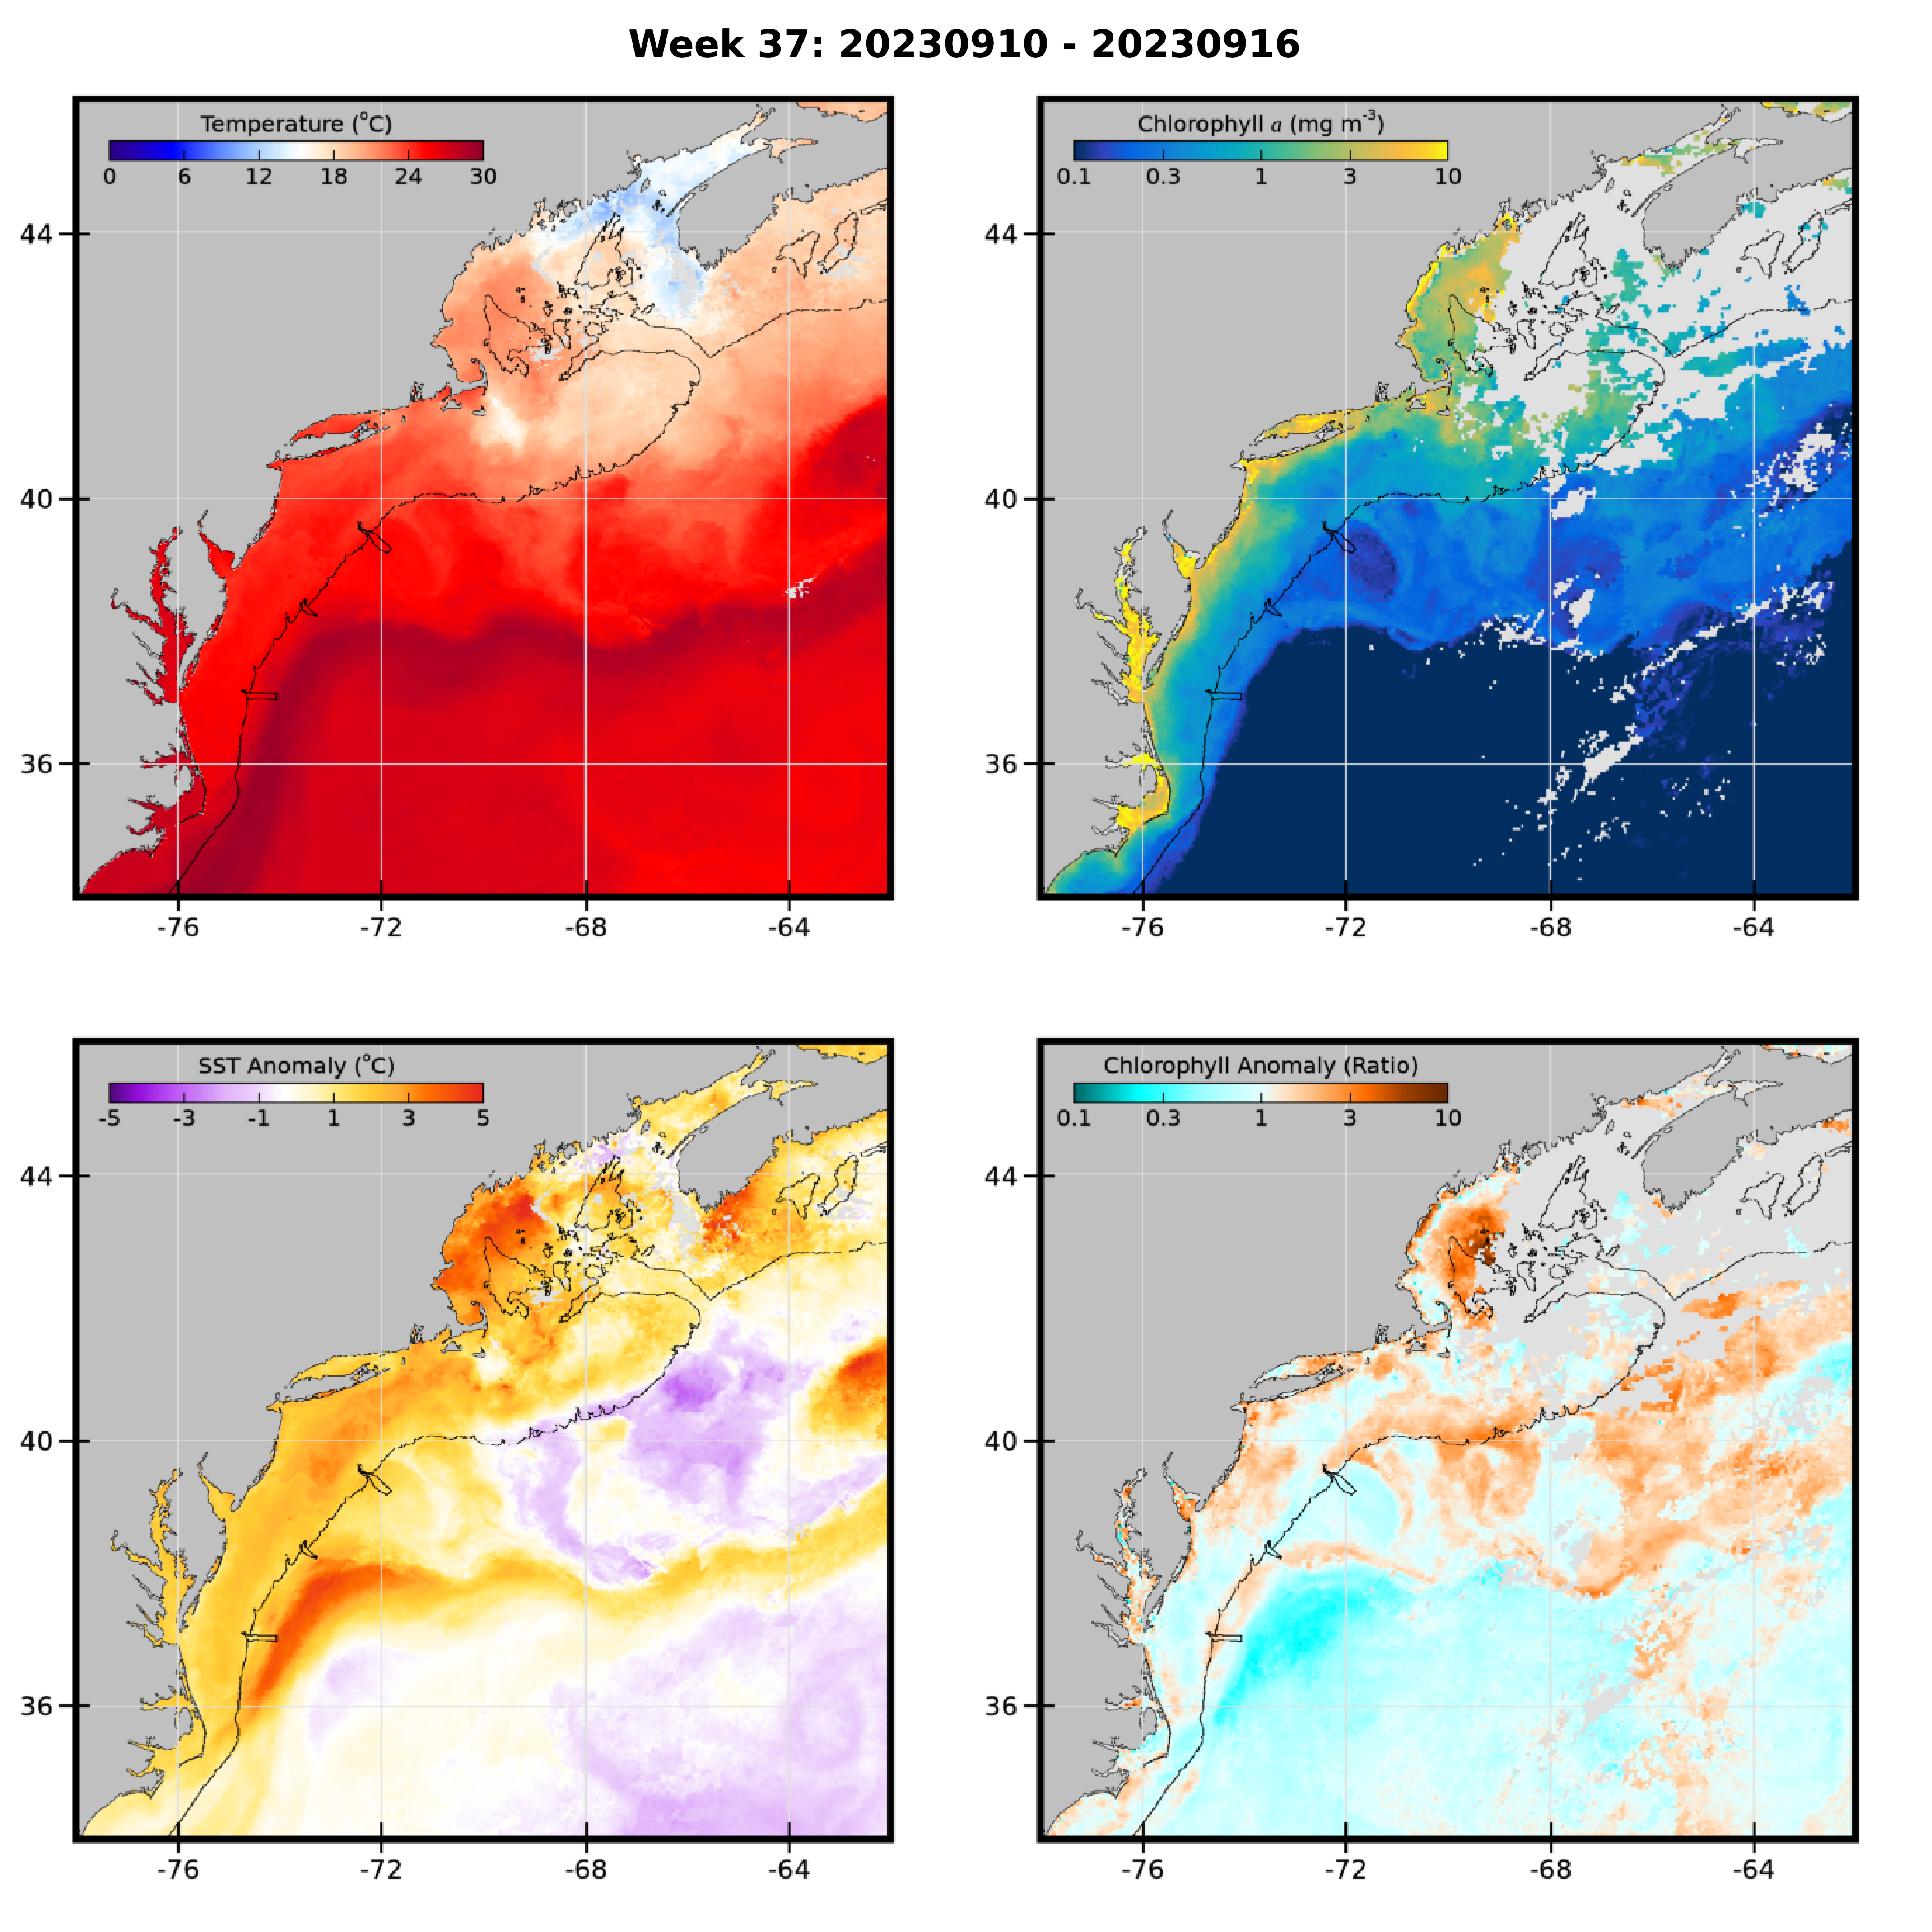 Week 37: 20230910 - 20230916
Temperature (°C)
0 6 12 18 24 30
44
40
36
-76 -72 -68 -64
Chlorophyll a (mg m⁻³)
0.1 0.3 1 3 10
44
40
36
-76 -72 -68 -64
SST Anomaly (°C)
-5 -3 -1 1 3 5
44
40
36
-76 -72 -68 -64
Chlorophyll Anomaly (Ratio)
0.1 0.3 1 3 10
44
40
36
-76 -72 -68 -64